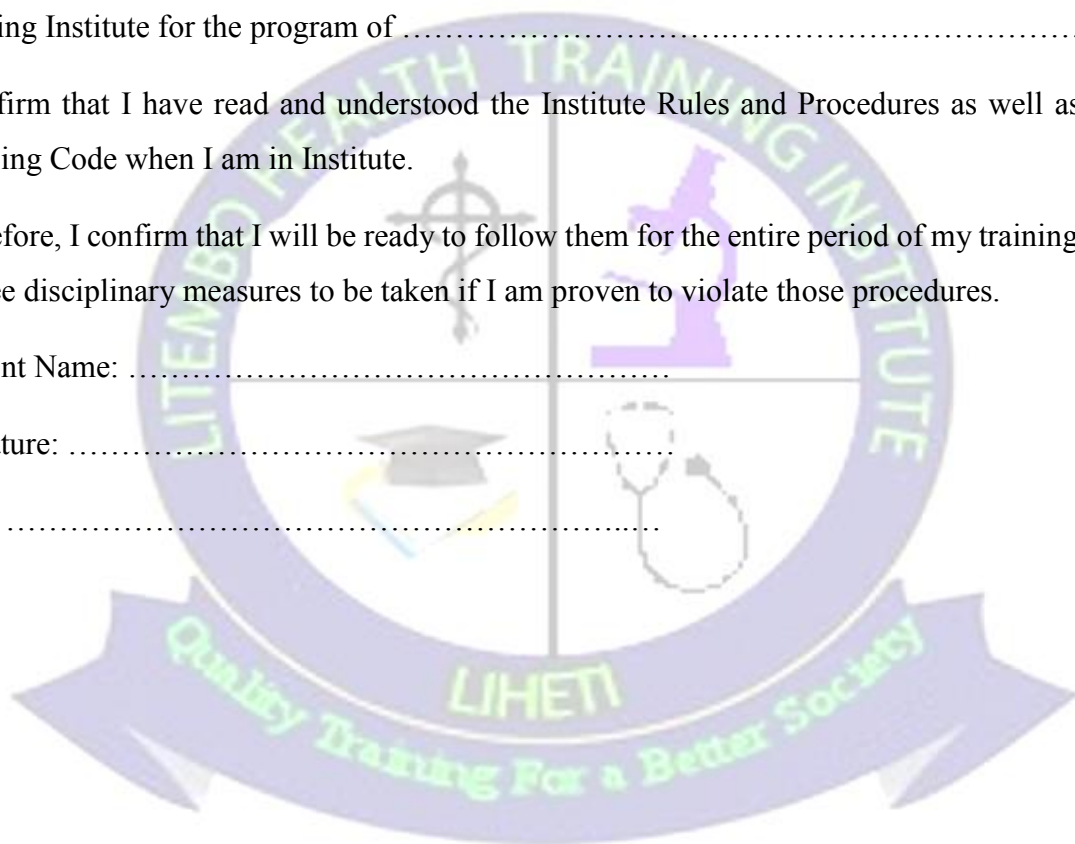 ing Institute for the program of ……………………………..……………………………
firm that I have read and understood the Institute Rules and Procedures as well as
ing Code when I am in Institute.
efore, I confirm that I will be ready to follow them for the entire period of my training
ee disciplinary measures to be taken if I am proven to violate those procedures.
nt Name: ……………………………………………
ture: …………………………………………………
…………………………………………………..…
LITEMBO HEALTH TRAINING INSTITUTE
LIHETI
Quality Training For a Better Society